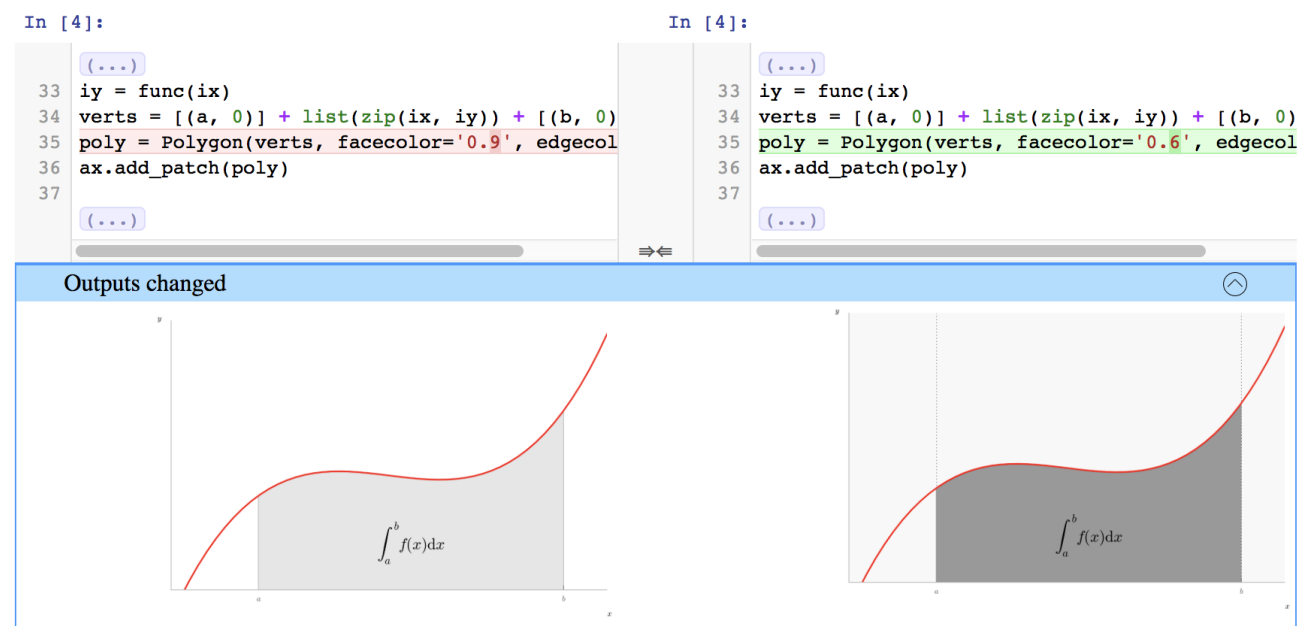 In [4]:
(...)
33 iy = func(ix)
34 verts = [(a, 0)] + list(zip(ix, iy)) + [(b, 0)
35 poly = Polygon(verts, facecolor='0.9', edgecol
36 ax.add_patch(poly)
37
(...)
In [4]:
(...)
33 iy = func(ix)
34 verts = [(a, 0)] + list(zip(ix, iy)) + [(b, 0)
35 poly = Polygon(verts, facecolor='0.6', edgecol
36 ax.add_patch(poly)
37
(...)
Outputs changed
y
∫_a^b f(x)dx
a b
x
y
∫_a^b f(x)dx
a b
x